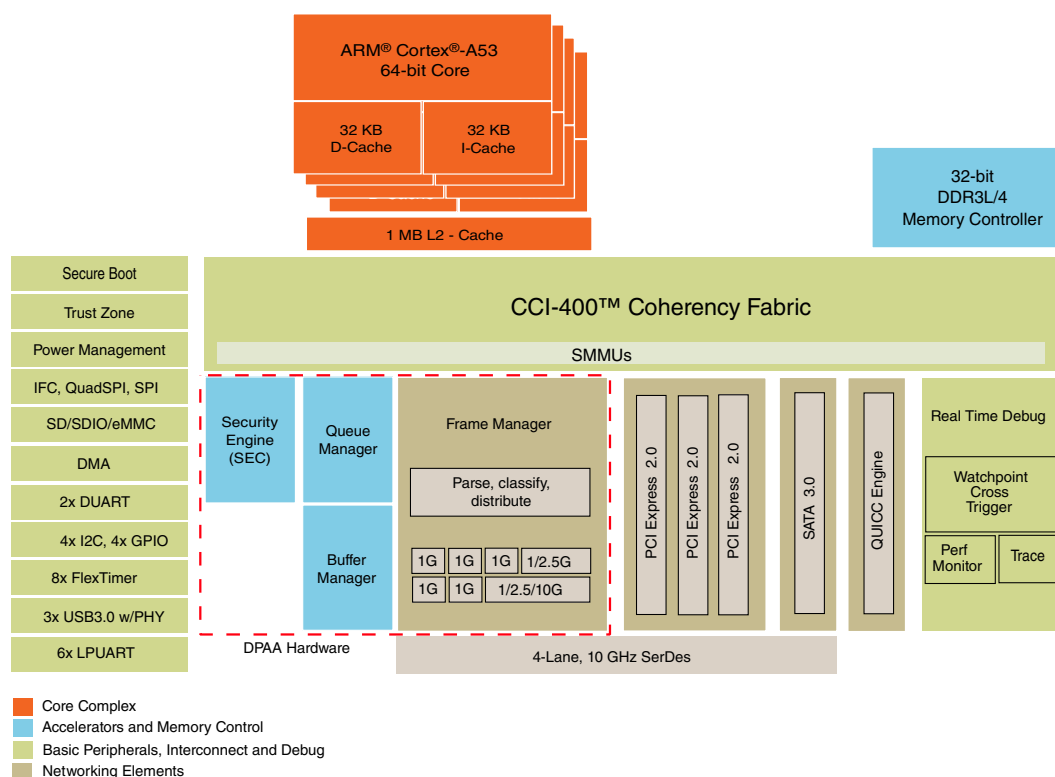 ARM® Cortex®-A53
64-bit Core
32 KB
D-Cache
32 KB
I-Cache
1 MB L2 - Cache
32-bit
DDR3L/4
Memory Controller
Secure Boot
Trust Zone
Power Management
IFC, QuadSPI, SPI
SD/SDIO/eMMC
DMA
2x DUART
4x I2C, 4x GPIO
8x FlexTimer
3x USB3.0 w/PHY
6x LPUART
CCI-400™ Coherency Fabric
SMMUs
Security
Engine
(SEC)
Queue
Manager
Buffer
Manager
Frame Manager
Parse, classify,
distribute
1G
1G
1G
1/2.5G
1G
1G
1/2.5/10G
DPAA Hardware
PCI Express 2.0
PCI Express 2.0
PCI Express 2.0
SATA 3.0
QUICC Engine
4-Lane, 10 GHz SerDes
Real Time Debug
Watchpoint
Cross
Trigger
Perf
Monitor
Trace
Core Complex
Accelerators and Memory Control
Basic Peripherals, Interconnect and Debug
Networking Elements